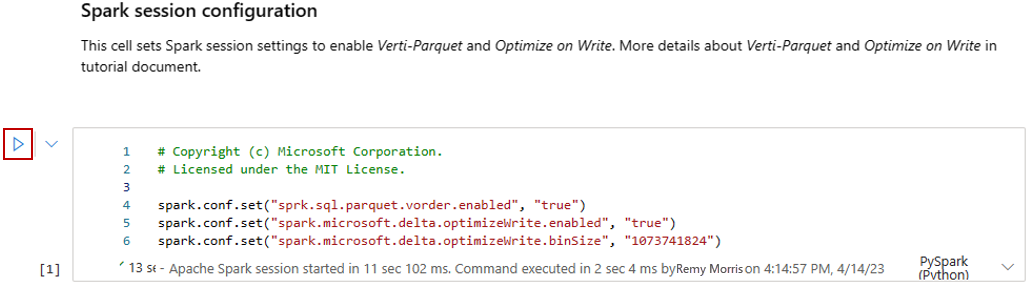 Spark session configuration
This cell sets Spark session settings to enable Verti-Parquet and Optimize on Write. More details about Verti-Parquet and Optimize on Write in
tutorial document.
1 # Copyright (c) Microsoft Corporation.
2 # Licensed under the MIT License.
3
4 spark.conf.set("sprk.sql.parquet.vorder.enabled", "true")
5 spark.conf.set("spark.microsoft.delta.optimizeWrite.enabled", "true")
6 spark.conf.set("spark.microsoft.delta.optimizeWrite.binSize", "1073741824")
[1] 13 - Apache Spark session started in 11 sec 102 ms. Command executed in 2 sec 4 ms byRemy Morris on 4:14:57 PM, 4/14/23 PySpark
(Python)